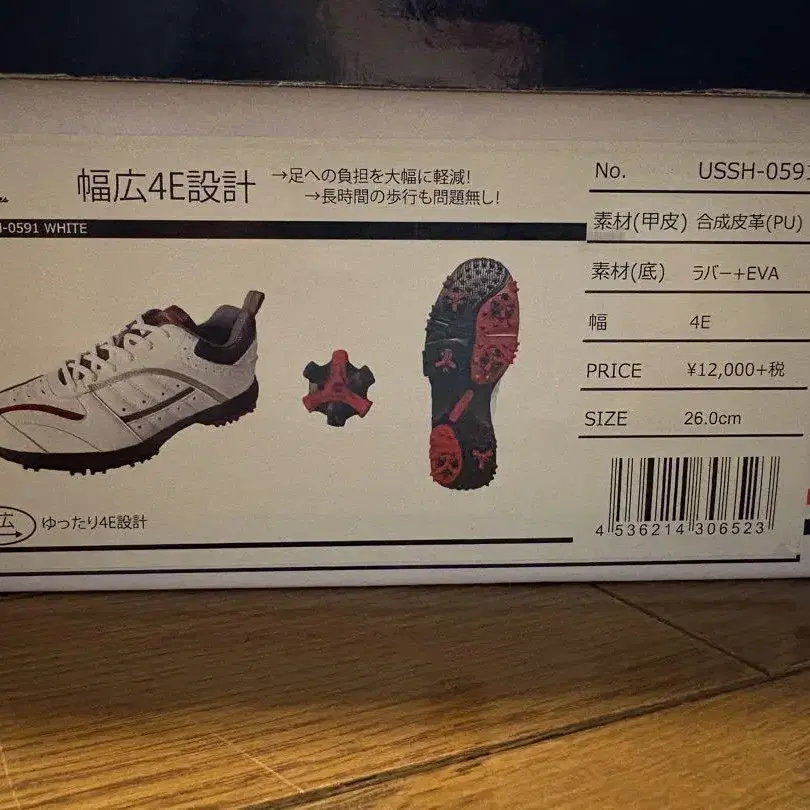 幅広4E設計
→足への負担を大幅に軽減!
→長時間の歩行も問題無し!
-0591 WHITE
No. USSH-0591
素材(甲皮) 合成皮革(PU)
素材(底) ラバー+EVA
幅 4E
PRICE ¥12,000+税
SIZE 26.0cm
4 536214 306523
広
ゆったり4E設計